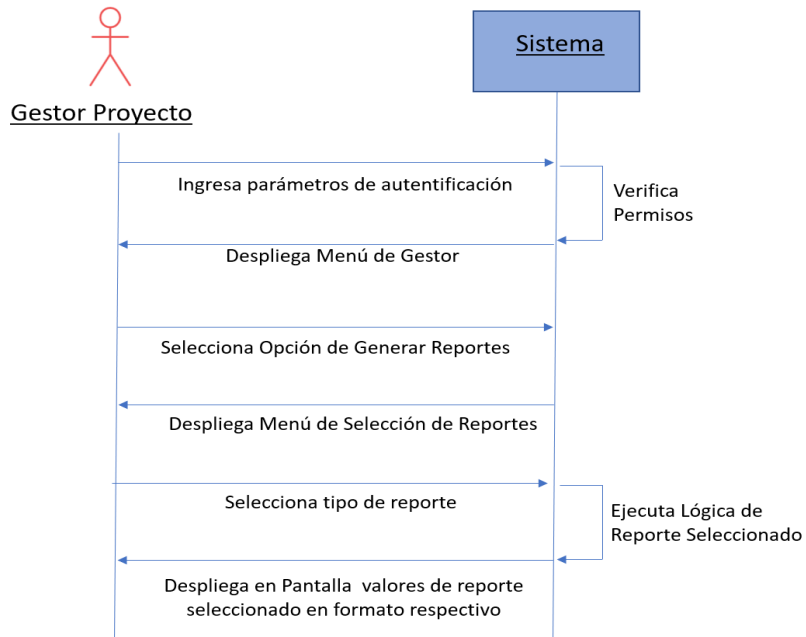 Sistema
Gestor Proyecto
Ingresa parámetros de autentificación
Verifica
Permisos
Despliega Menú de Gestor
Selecciona Opción de Generar Reportes
Despliega Menú de Selección de Reportes
Selecciona tipo de reporte
Ejecuta Lógica de
Reporte Seleccionado
Despliega en Pantalla valores de reporte
seleccionado en formato respectivo